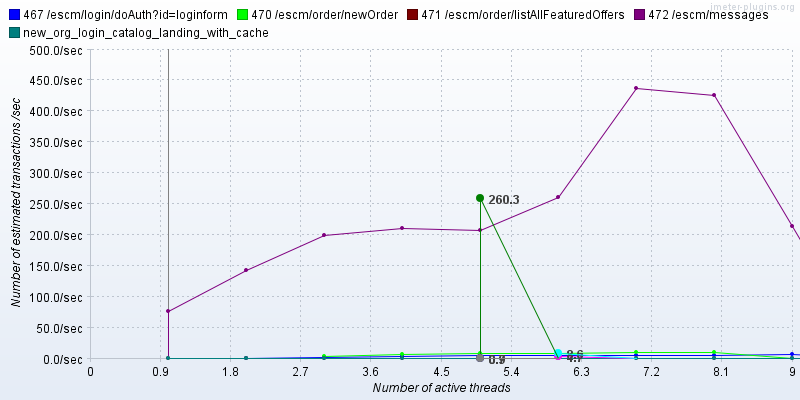 jmeter-plugins.org
467 /escm/login/doAuth?id=loginform 470 /escm/order/newOrder 471 /escm/order/listAllFeaturedOffers 472 /escm/messages
new_org_login_catalog_landing_with_cache
500.0/sec
450.0/sec
400.0/sec
350.0/sec
300.0/sec
250.0/sec
200.0/sec
150.0/sec
100.0/sec
50.0/sec
0.0/sec
Number of estimated transactions /sec
260.3
8.6
0 0.9 1.8 2.7 3.6 4.5 5.4 6.3 7.2 8.1 9
Number of active threads